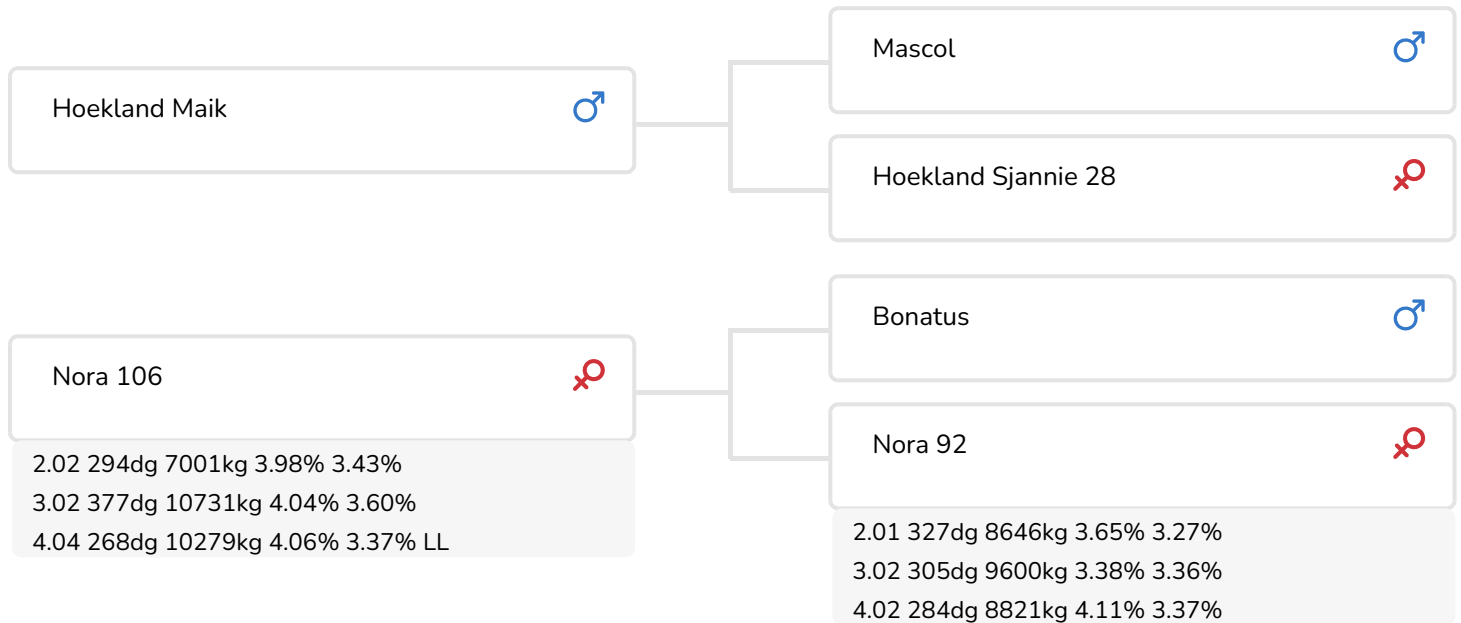 Mascol
Hoekland Maik
Hoekland Sjannie 28
Bonatus
Nora 106
Nora 92
2.02 294dg 7001kg 3.98% 3.43%
3.02 377dg 10731kg 4.04% 3.60%
4.04 268dg 10279kg 4.06% 3.37% LL
2.01 327dg 8646kg 3.65% 3.27%
3.02 305dg 9600kg 3.38% 3.36%
4.02 284dg 8821kg 4.11% 3.37%